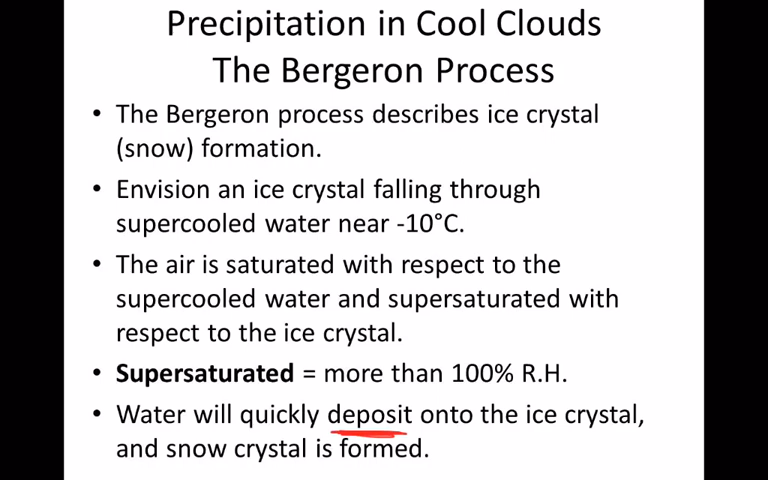 Precipitation in Cool Clouds
The Bergeron Process
• The Bergeron process describes ice crystal
(snow) formation.
• Envision an ice crystal falling through
supercooled water near -10°C.
• The air is saturated with respect to the
supercooled water and supersaturated with
respect to the ice crystal.
• Supersaturated = more than 100% R.H.
• Water will quickly deposit onto the ice crystal,
and snow crystal is formed.